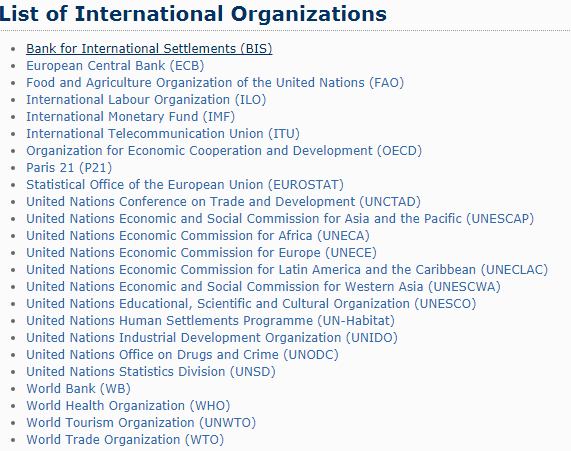 List of International Organizations
Bank for International Settlements (BIS)
European Central Bank (ECB)
Food and Agriculture Organization of the United Nations (FAO)
International Labour Organization (ILO)
International Monetary Fund (IMF)
International Telecommunication Union (ITU)
Organization for Economic Cooperation and Development (OECD)
Paris 21 (P21)
Statistical Office of the European Union (EUROSTAT)
United Nations Conference on Trade and Development (UNCTAD)
United Nations Economic and Social Commission for Asia and the Pacific (UNESCAP)
United Nations Economic Commission for Africa (UNECA)
United Nations Economic Commission for Europe (UNECE)
United Nations Economic Commission for Latin America and the Caribbean (UNECLAC)
United Nations Economic and Social Commission for Western Asia (UNESCWA)
United Nations Educational, Scientific and Cultural Organization (UNESCO)
United Nations Human Settlements Programme (UN-Habitat)
United Nations Industrial Development Organization (UNIDO)
United Nations Office on Drugs and Crime (UNODC)
United Nations Statistics Division (UNSD)
World Bank (WB)
World Health Organization (WHO)
World Tourism Organization (UNWTO)
World Trade Organization (WTO)